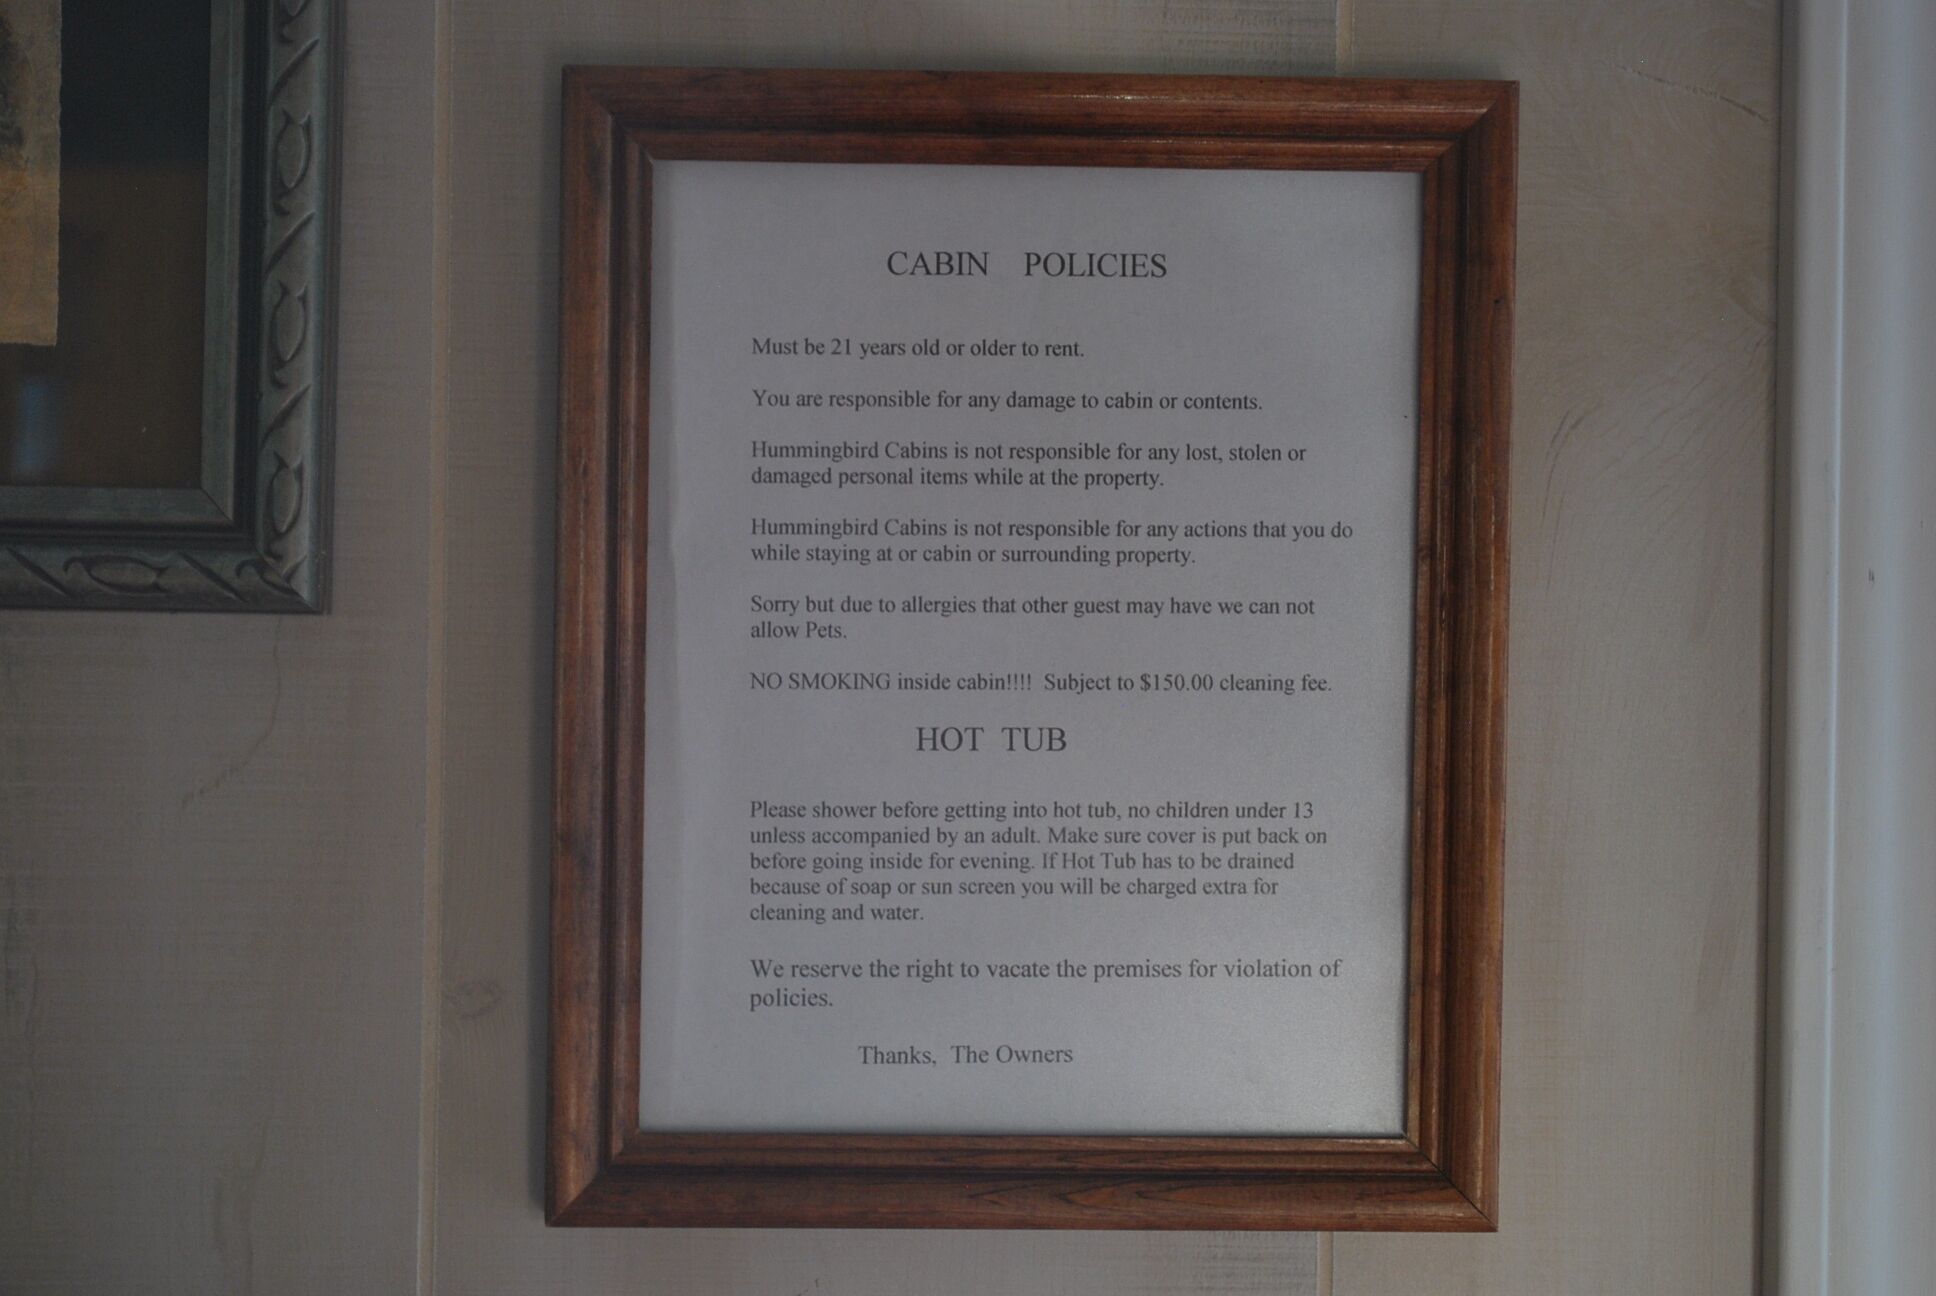 CABIN POLICIES
Must be 21 years old or older to rent.
You are responsible for any damage to cabin or contents.
Hummingbird Cabins is not responsible for any lost, stolen or
damaged personal items while at the property.
Hummingbird Cabins is not responsible for any actions that you do
while staying at or cabin or surrounding property.
Sorry but due to allergies that other guest may have we can not
allow Pets.
NO SMOKING inside cabin!!!! Subject to $150.00 cleaning fee.
HOT TUB
Please shower before getting into hot tub, no children under 13
unless accompanied by an adult. Make sure cover is put back on
before going inside for evening. If Hot Tub has to be drained
because of soap or sun screen you will be charged extra for
cleaning and water.
We reserve the right to vacate the premises for violation of
policies.
Thanks, The Owners